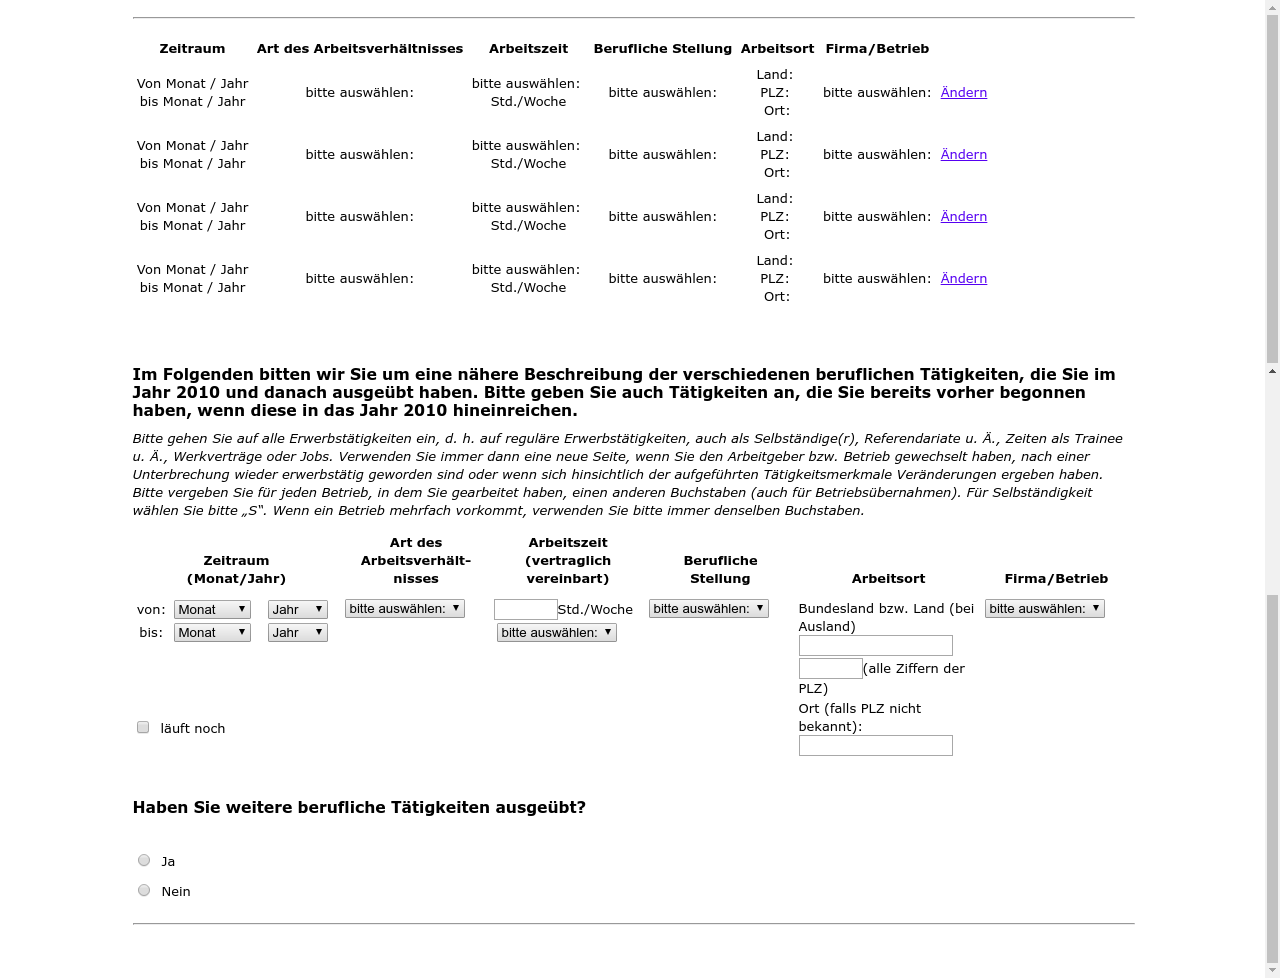 Zeitraum Art des Arbeitsverhältnisses Arbeitszeit Berufliche Stellung Arbeitsort Firma/Betrieb
Von Monat / Jahr
bis Monat / Jahr
bitte auswählen:
bitte auswählen:
Std./Woche
bitte auswählen:
Land:
PLZ:
Ort:
bitte auswählen:
Ändern
Von Monat / Jahr
bis Monat / Jahr
bitte auswählen:
bitte auswählen:
Std./Woche
bitte auswählen:
Land:
PLZ:
Ort:
bitte auswählen:
Ändern
Von Monat / Jahr
bis Monat / Jahr
bitte auswählen:
bitte auswählen:
Std./Woche
bitte auswählen:
Land:
PLZ:
Ort:
bitte auswählen:
Ändern
Von Monat / Jahr
bis Monat / Jahr
bitte auswählen:
bitte auswählen:
Std./Woche
bitte auswählen:
Land:
PLZ:
Ort:
bitte auswählen:
Ändern
Im Folgenden bitten wir Sie um eine nähere Beschreibung der verschiedenen beruflichen Tätigkeiten, die Sie im
Jahr 2010 und danach ausgeübt haben. Bitte geben Sie auch Tätigkeiten an, die Sie bereits vorher begonnen
haben, wenn diese in das Jahr 2010 hineinreichen.
Bitte gehen Sie auf alle Erwerbstätigkeiten ein, d. h. auf reguläre Erwerbstätigkeiten, auch als Selbständige(r), Referendariate u. Ä., Zeiten als Trainee
u. Ä., Werkverträge oder Jobs. Verwenden Sie immer dann eine neue Seite, wenn Sie den Arbeitgeber bzw. Betrieb gewechselt haben, nach einer
Unterbrechung wieder erwerbstätig geworden sind oder wenn sich hinsichtlich der aufgeführten Tätigkeitsmerkmale Veränderungen ergeben haben.
Bitte vergeben Sie für jeden Betrieb, in dem Sie gearbeitet haben, einen anderen Buchstaben (auch für Betriebsübernahmen). Für Selbständigkeit
wählen Sie bitte „S“. Wenn ein Betrieb mehrfach vorkommt, verwenden Sie bitte immer denselben Buchstaben.
Zeitraum
(Monat/Jahr)
Art des
Arbeitsverhält-
nisses
Arbeitszeit
(vertraglich
vereinbart)
Berufliche
Stellung
Arbeitsort
Firma/Betrieb
von: Monat Jahr
bis: Monat Jahr
läuft noch
bitte auswählen:
Std./Woche
bitte auswählen:
bitte auswählen:
Bundesland bzw. Land (bei
Ausland)
(alle Ziffern der
PLZ)
Ort (falls PLZ nicht
bekannt):
bitte auswählen:
Haben Sie weitere berufliche Tätigkeiten ausgeübt?
Ja
Nein